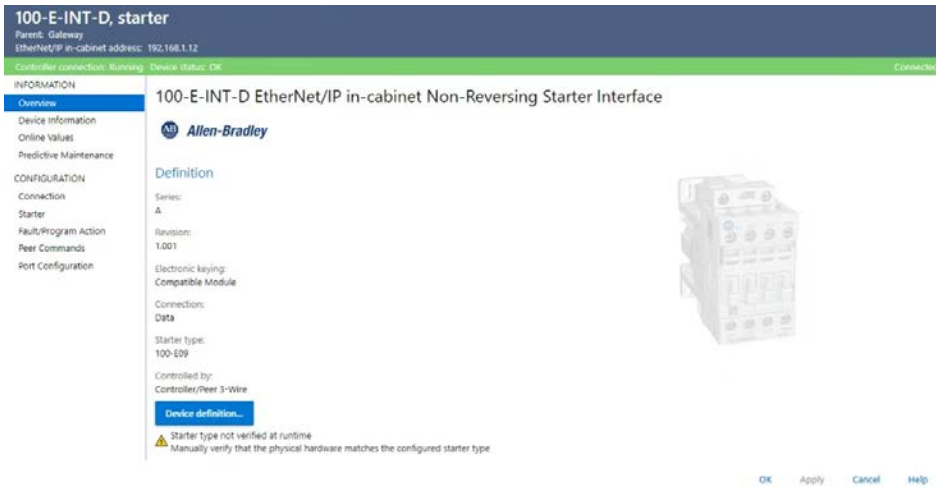 100-E-INT-D, starter
Parent: Gateway
EtherNet/IP in-cabinet address: 192.168.1.12
Controller connection: Running Device status: OK Connected
INFORMATION
Overview
Device Information
Online Values
Predictive Maintenance
CONFIGURATION
Connection
Starter
Fault/Program Action
Peer Commands
Port Configuration
100-E-INT-D EtherNet/IP in-cabinet Non-Reversing Starter Interface
AB Allen-Bradley
Definition
Series:
A
Revision:
1.001
Electronic keying:
Compatible Module
Connection:
Data
Starter type:
100-E09
Controlled by:
Controller/Peer 3-Wire
Device definition...
Starter type not verified at runtime
Manually verify that the physical hardware matches the configured starter type
OK Apply Cancel Help